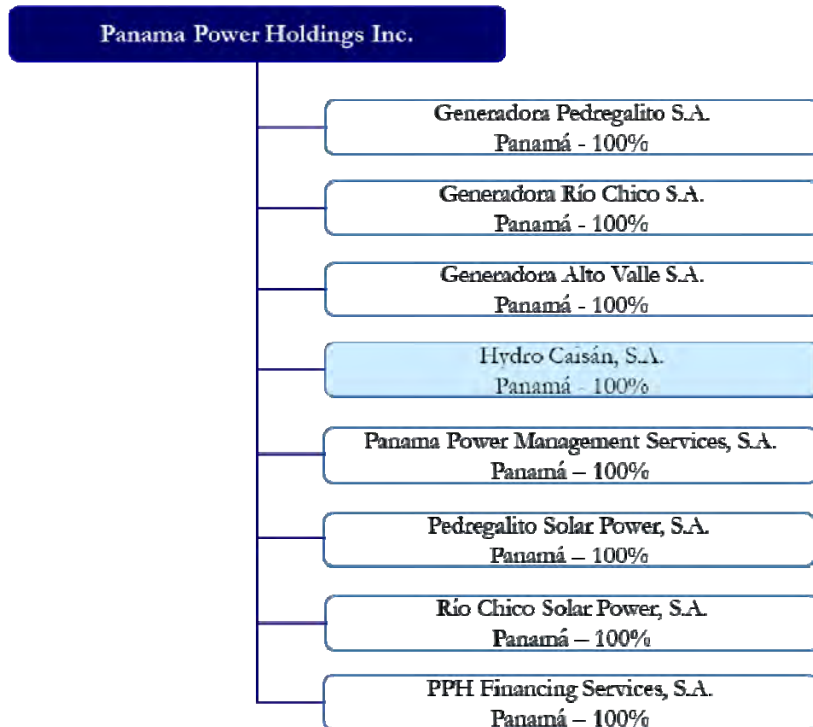 Panama Power Holdings Inc.
Generadora Pedregalito S.A.
Panamá - 100%
Generadora Río Chico S.A.
Panamá - 100%
Generadora Alto Valle S.A.
Panamá - 100%
Hydro Caisán, S.A.
Panamá - 100%
Panama Power Management Services, S.A.
Panamá – 100%
Pedregalito Solar Power, S.A.
Panamá – 100%
Río Chico Solar Power, S.A.
Panamá – 100%
PPH Financing Services, S.A.
Panamá – 100%